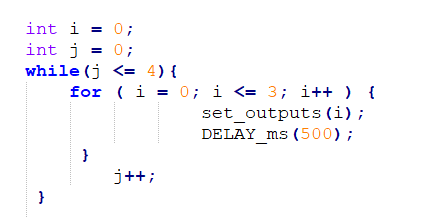 int i = 0;
int j = 0;
while(j <= 4){
for ( i = 0; i <= 3; i++ ) {
set_outputs(i);
DELAY_ms(500);
}
j++;
}